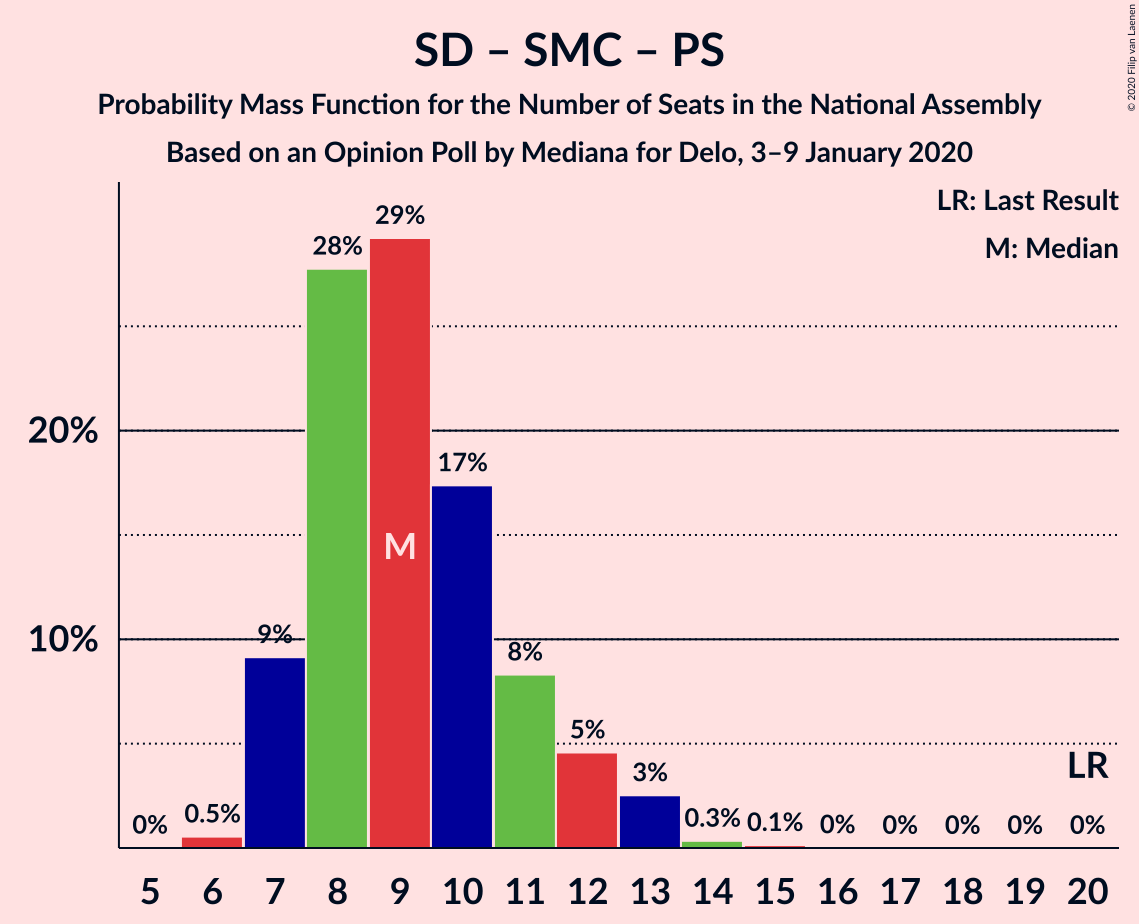 SD – SMC – PS
Probability Mass Function for the Number of Seats in the National Assembly
Based on an Opinion Poll by Mediana for Delo, 3–9 January 2020
© 2020 Filip van Laenen
LR: Last Result
M: Median
20%
10%
0%
0.5%
9%
28%
29%
17%
8%
5%
3%
0.3%
0.1%
0%
0%
0%
0%
0%
M
LR
5 6 7 8 9 10 11 12 13 14 15 16 17 18 19 20